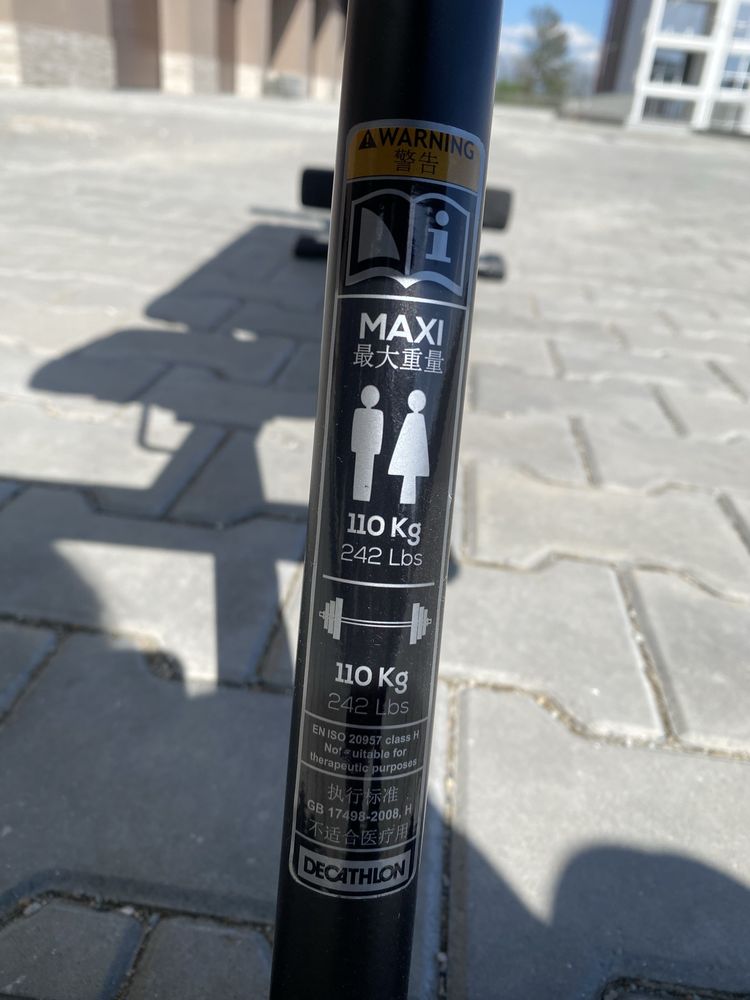 WARNING
警告
i
MAXI
最大重量
110 Kg
242 Lbs
110 Kg
242 Lbs
EN ISO 20957 class H
Not suitable for
therapeutic purposes
执行标准
GB 17498-2008, H
不适合医疗用
DECATHLON